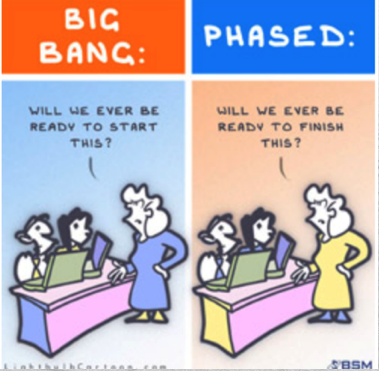 BIG
BANG:
PHASED:
WILL WE EVER BE
READY TO START
THIS?
WILL WE EVER BE
READY TO FINISH
THIS?
LightbulbCartoon.com
BSM